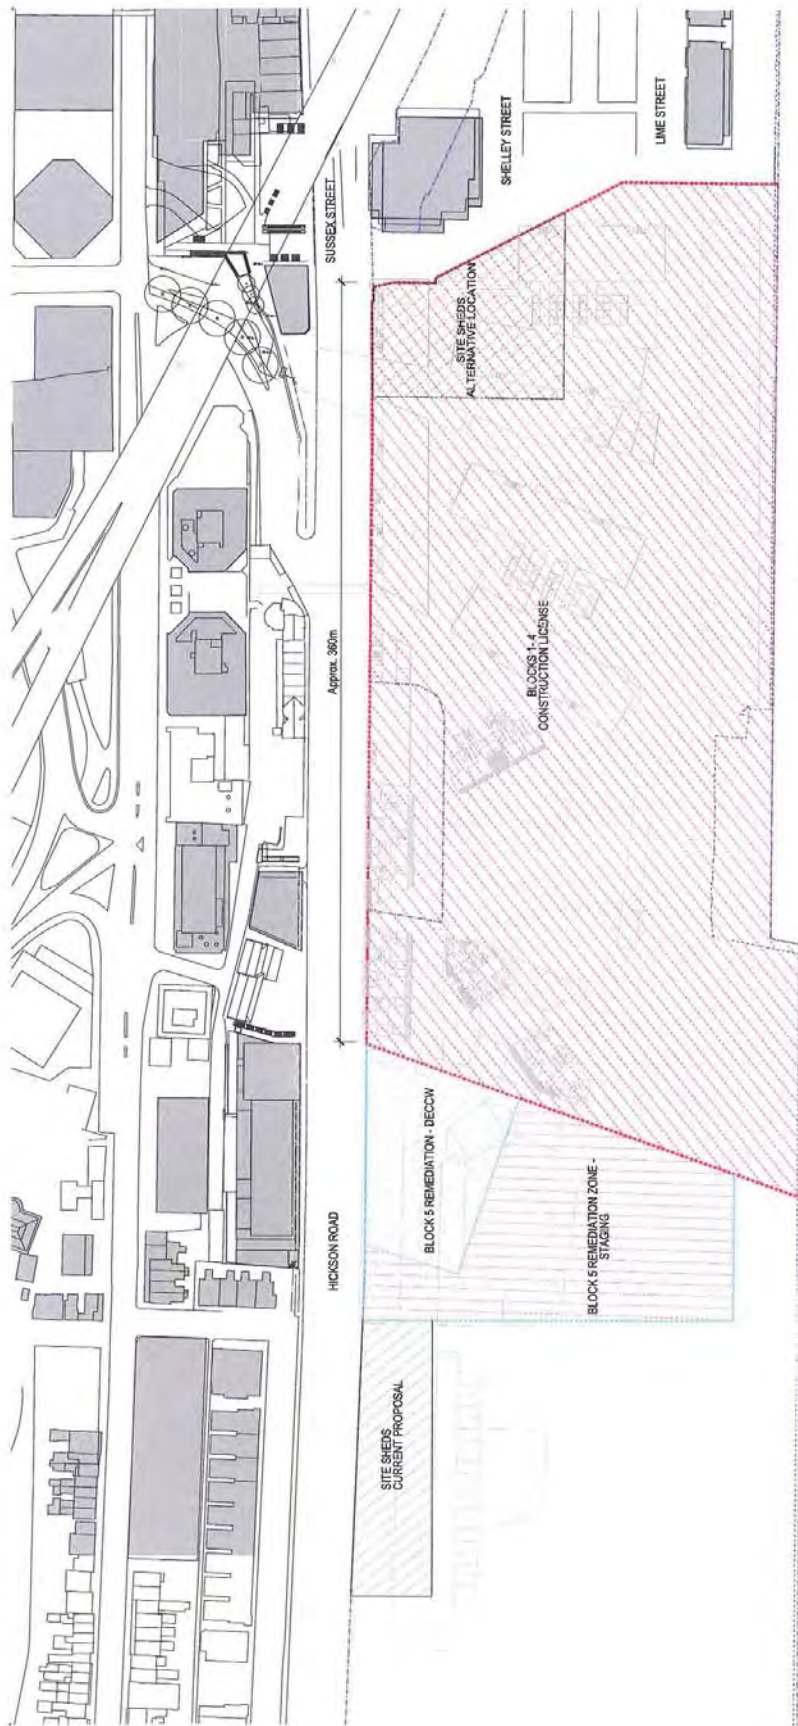 SUSSEX STREET
SHELLEY STREET
LIME STREET
SITE SHEDS
ALTERNATIVE LOCATION
Approx. 360m
BLOCKS 1- 4
CONSTRUCTION LICENSE
HICKSON ROAD
BLOCK 5 REMEDIATION - DECCW
BLOCK 5 REMEDIATION ZONE -
STAGING
SITE SHEDS
CURRENT PROPOSAL